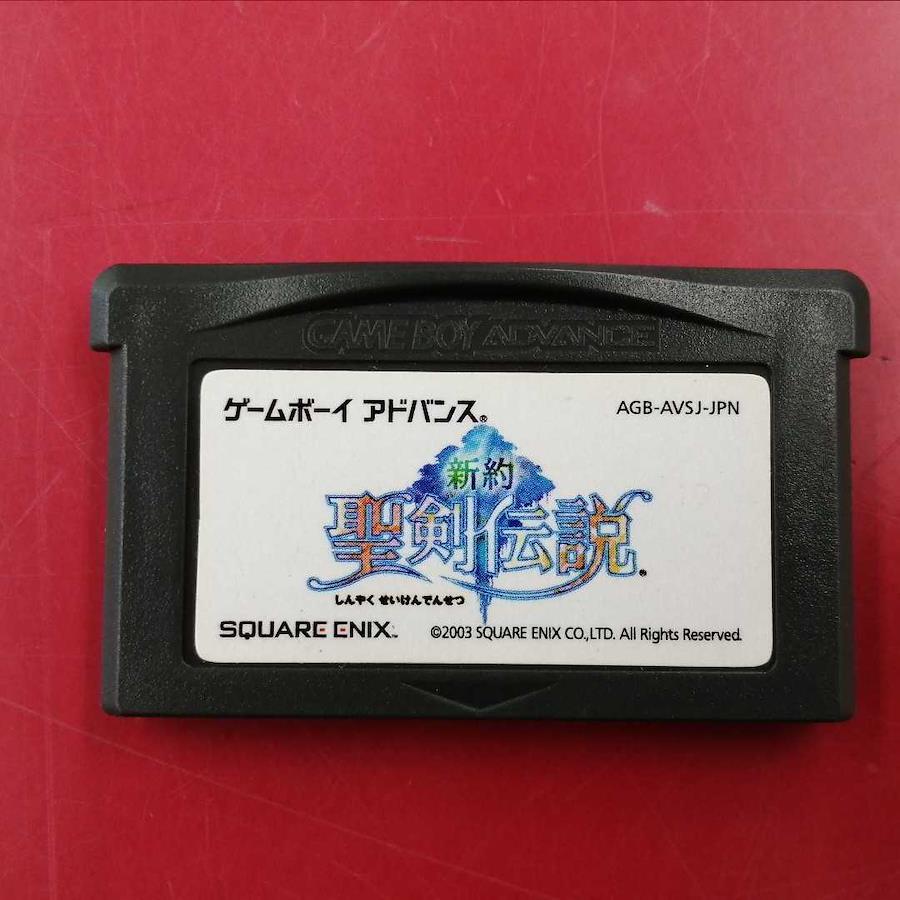 GAME BOY ADVANCE
ゲームボーイ アドバンス® AGB-AVSJ-JPN
新約
聖剣伝説®
しんやく せいけんでんせつ
SQUARE ENIX™ ©2003 SQUARE ENIX CO.,LTD. All Rights Reserved.